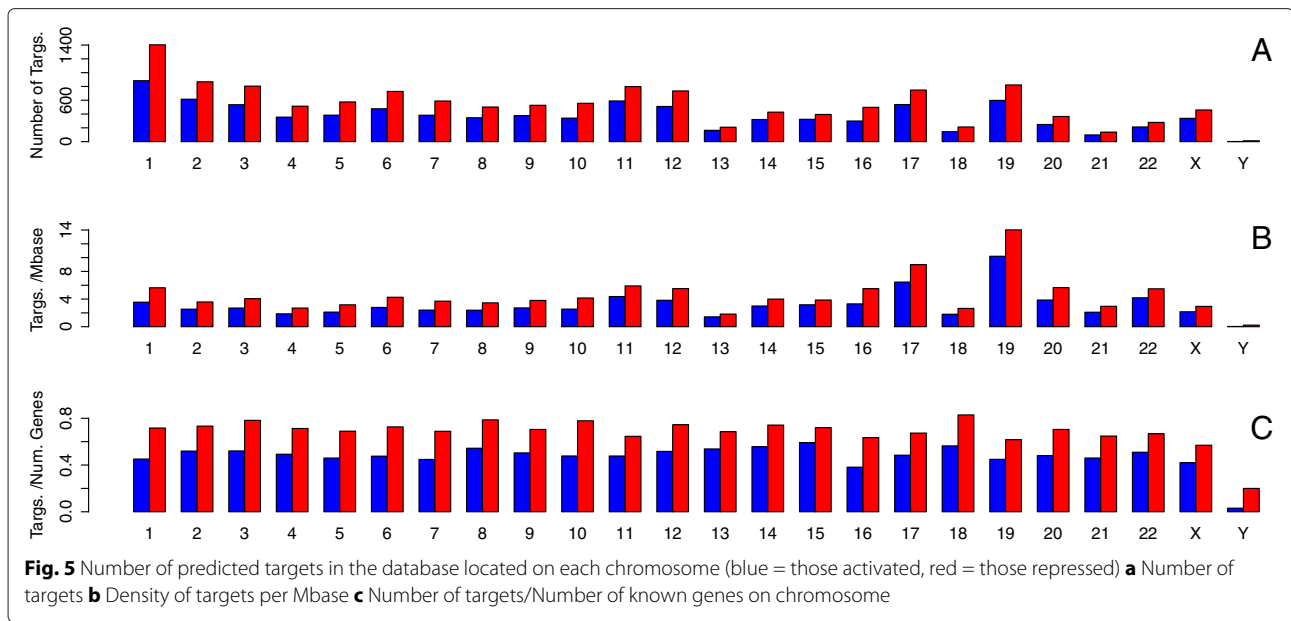 A
Number of Targs.
0 600 1400
1 2 3 4 5 6 7 8 9 10 11 12 13 14 15 16 17 18 19 20 21 22 X Y
B
Targs. /Mbase
0 4 8 14
1 2 3 4 5 6 7 8 9 10 11 12 13 14 15 16 17 18 19 20 21 22 X Y
C
Targs. /Num. Genes
0.0 0.4 0.8
1 2 3 4 5 6 7 8 9 10 11 12 13 14 15 16 17 18 19 20 21 22 X Y
Fig. 5 Number of predicted targets in the database located on each chromosome (blue = those activated, red = those repressed) a Number of
targets b Density of targets per Mbase c Number of targets/Number of known genes on chromosome